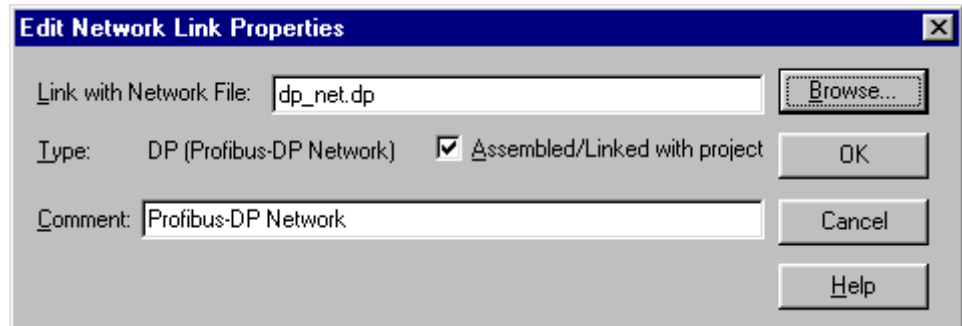 Edit Network Link Properties
Link with Network File: dp_net.dp Browse...
Type: DP (Profibus-DP Network) Assembled/Linked with project OK
Comment: Profibus-DP Network Cancel
Help